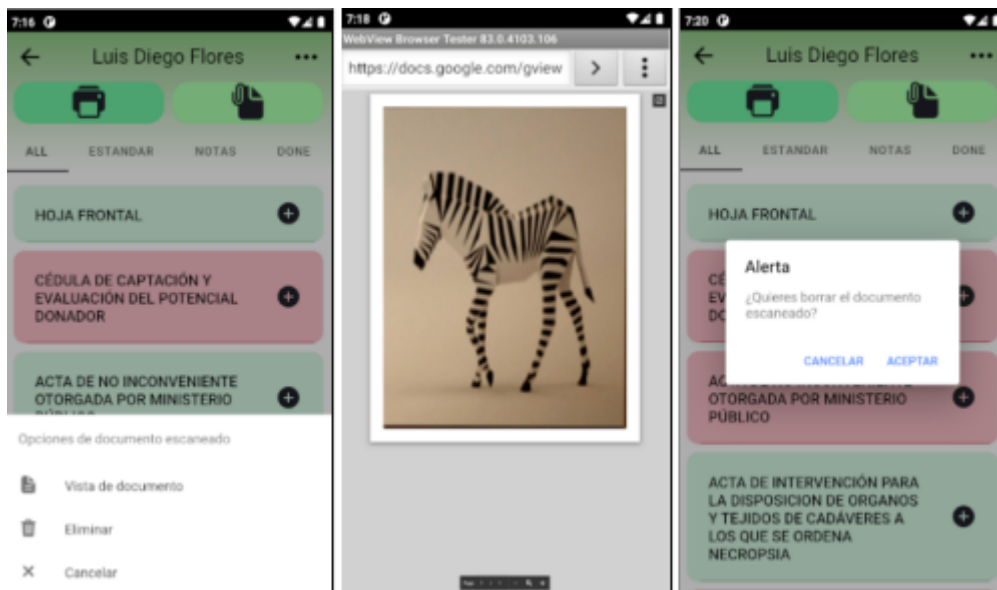 7:16
Luis Diego Flores
ALL ESTANDAR NOTAS DONE
HOJA FRONTAL
CÉDULA DE CAPTACIÓN Y
EVALUACIÓN DEL POTENCIAL
DONADOR
ACTA DE NO INCONVENIENTE
OTORGADA POR MINISTERIO
PÚBLICO
Opciones de documento escaneado
Vista de documento
Eliminar
Cancelar
7:18
WebView Browser Tester 83.0.4103.106
https://docs.google.com/gview
7:20
Luis Diego Flores
ALL ESTANDAR NOTAS DONE
HOJA FRONTAL
CÉ
EV
DO
Alerta
¿Quieres borrar el documento
escaneado?
CANCELAR ACEPTAR
OTORGADA POR MINISTERIO
PÚBLICO
ACTA DE INTERVENCIÓN PARA
LA DISPOSICION DE ORGANOS
Y TEJIDOS DE CADÁVERES A
LOS QUE SE ORDENA
NECROPSIA